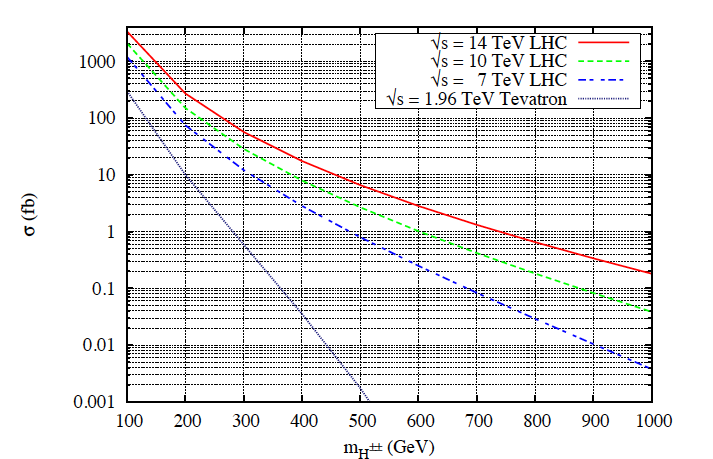 √s = 14 TeV LHC
√s = 10 TeV LHC
√s = 7 TeV LHC
√s = 1.96 TeV Tevatron
1000
100
10
1
0.1
0.01
0.001
σ (fb)
100 200 300 400 500 600 700 800 900 1000
m_H±± (GeV)